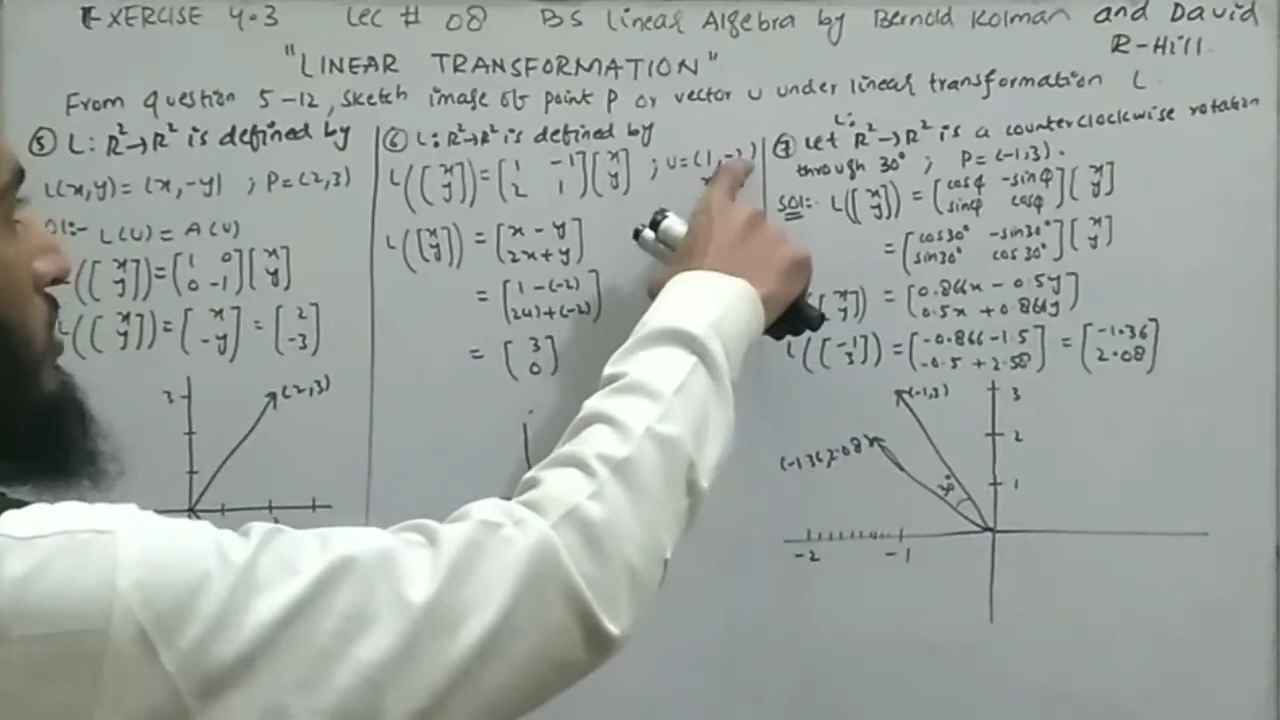 EXERCISE 4.3 Lec # 08 BS Linear Algebra by Bernold Kolman and David
R-Hill.
"LINEAR TRANSFORMATION"
From question 5-12, sketch image of point P or vector u under linear transformation L.
⑤ L: R²→R² is defined by
L(x,y) = (x,-y) ; P=(2,3)
L(u) = A(u)
([x y]) = [1 0 0 -1][x y]
([x y]) = [x -y] = [2 -3]
3
(2,3)
⑥ L: R²→R² is defined by
L([x y]) = [1 -1 2 1][x y] ; u=(1,-2)
L([x y]) = [x-y 2x+y]
= [1-(-2) 2(1)+(-2)]
= [3 0]
⑦ Let L: R²→R² is a counterclockwise rotation
through 30° ; P=(-1,3).
Sol:- L([x y]) = [cosφ -sinφ sinφ cosφ][x y]
= [cos30° -sin30° sin30° cos30°][x y]
([x y]) = [0.866x - 0.5y 0.5x + 0.866y]
L([-1 3]) = [-0.866-1.5 -0.5+2.58] = [-1.36 2.08]
(-1,3)
3
2
(-1.36,2.08)
30°
1
-2 -1